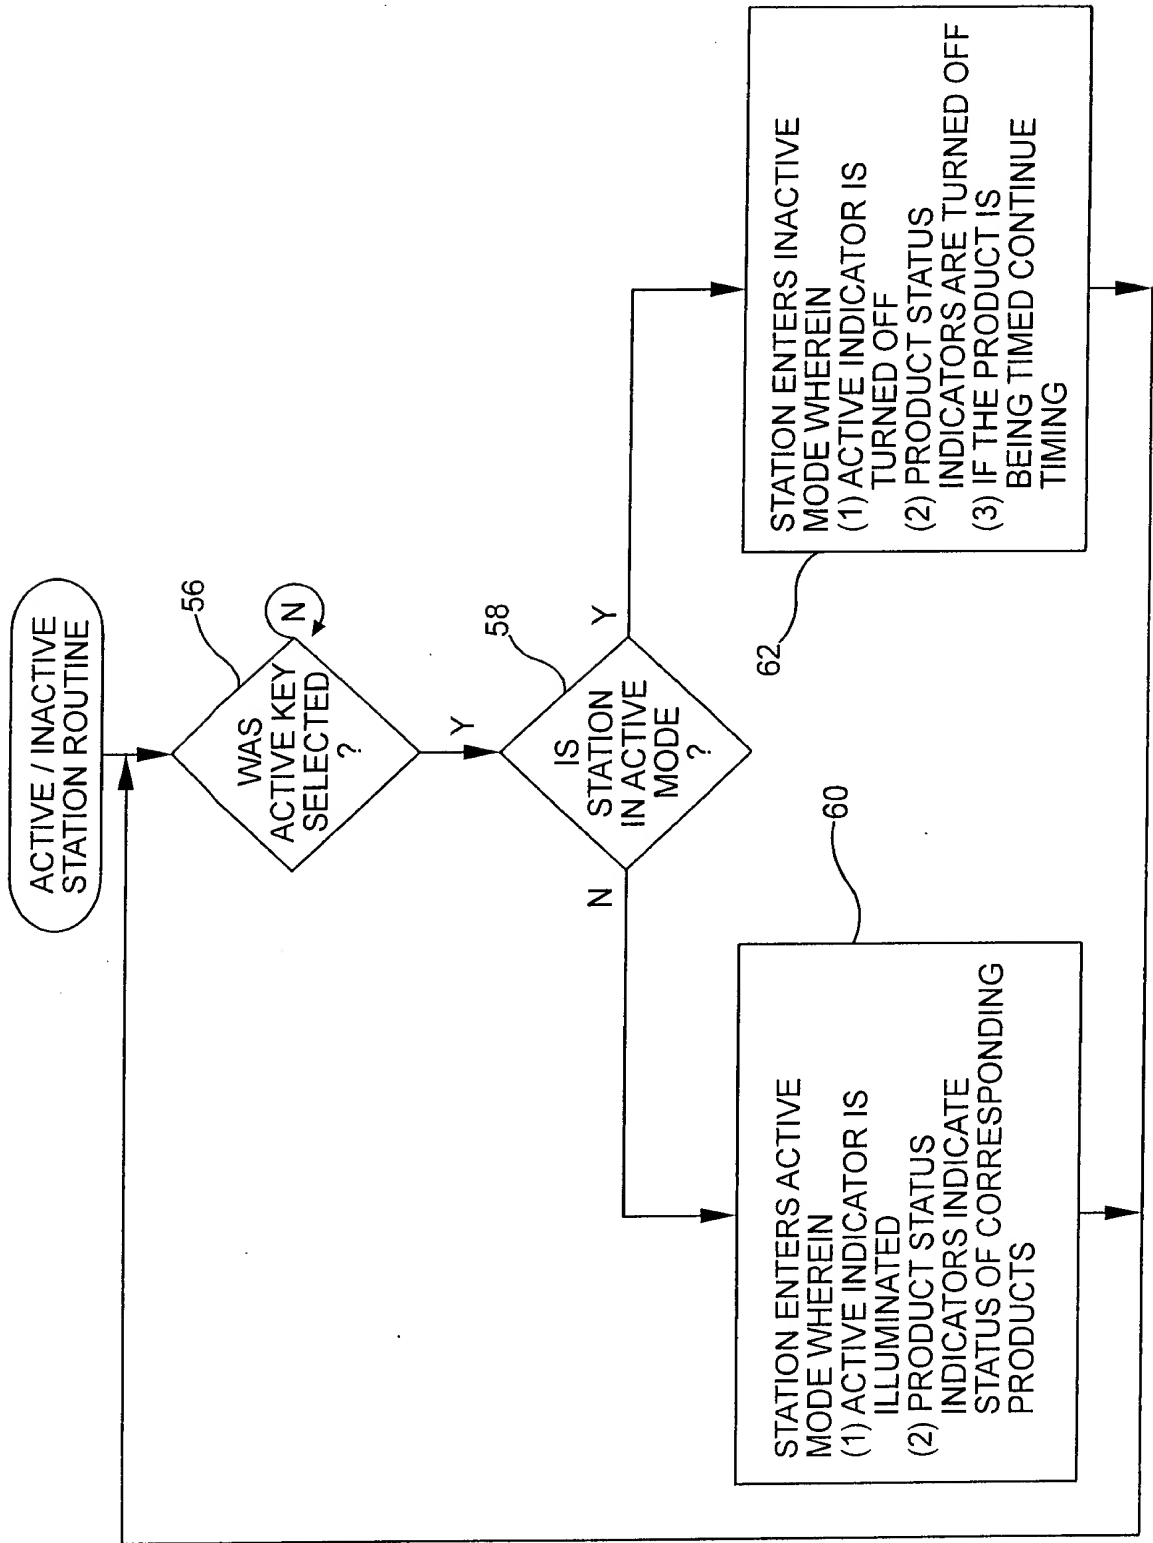 ACTIVE / INACTIVE
STATION ROUTINE
56
WAS
ACTIVE KEY
SELECTED
?
N
Y
58
IS
STATION
IN ACTIVE
MODE
?
N
Y
60
STATION ENTERS ACTIVE
MODE WHEREIN
(1) ACTIVE INDICATOR IS
ILLUMINATED
(2) PRODUCT STATUS
INDICATORS INDICATE
STATUS OF CORRESPONDING
PRODUCTS
62
STATION ENTERS INACTIVE
MODE WHEREIN
(1) ACTIVE INDICATOR IS
TURNED OFF
(2) PRODUCT STATUS
INDICATORS ARE TURNED OFF
(3) IF THE PRODUCT IS
BEING TIMED CONTINUE
TIMING